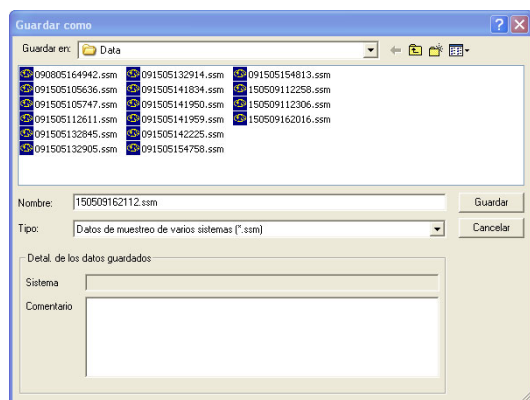 Guardar como
Guardar en: Data
090805164942.ssm 091505132914.ssm 091505154813.ssm
091505105636.ssm 091505141834.ssm 150509112258.ssm
091505105747.ssm 091505141950.ssm 150509112306.ssm
091505112611.ssm 091505141959.ssm 150509162016.ssm
091505132845.ssm 091505142225.ssm
091505132905.ssm 091505154758.ssm
Nombre: 150509162112.ssm Guardar
Tipo: Datos de muestreo de varios sistemas (*.ssm) Cancelar
Detal. de los datos guardados
Sistema
Comentario